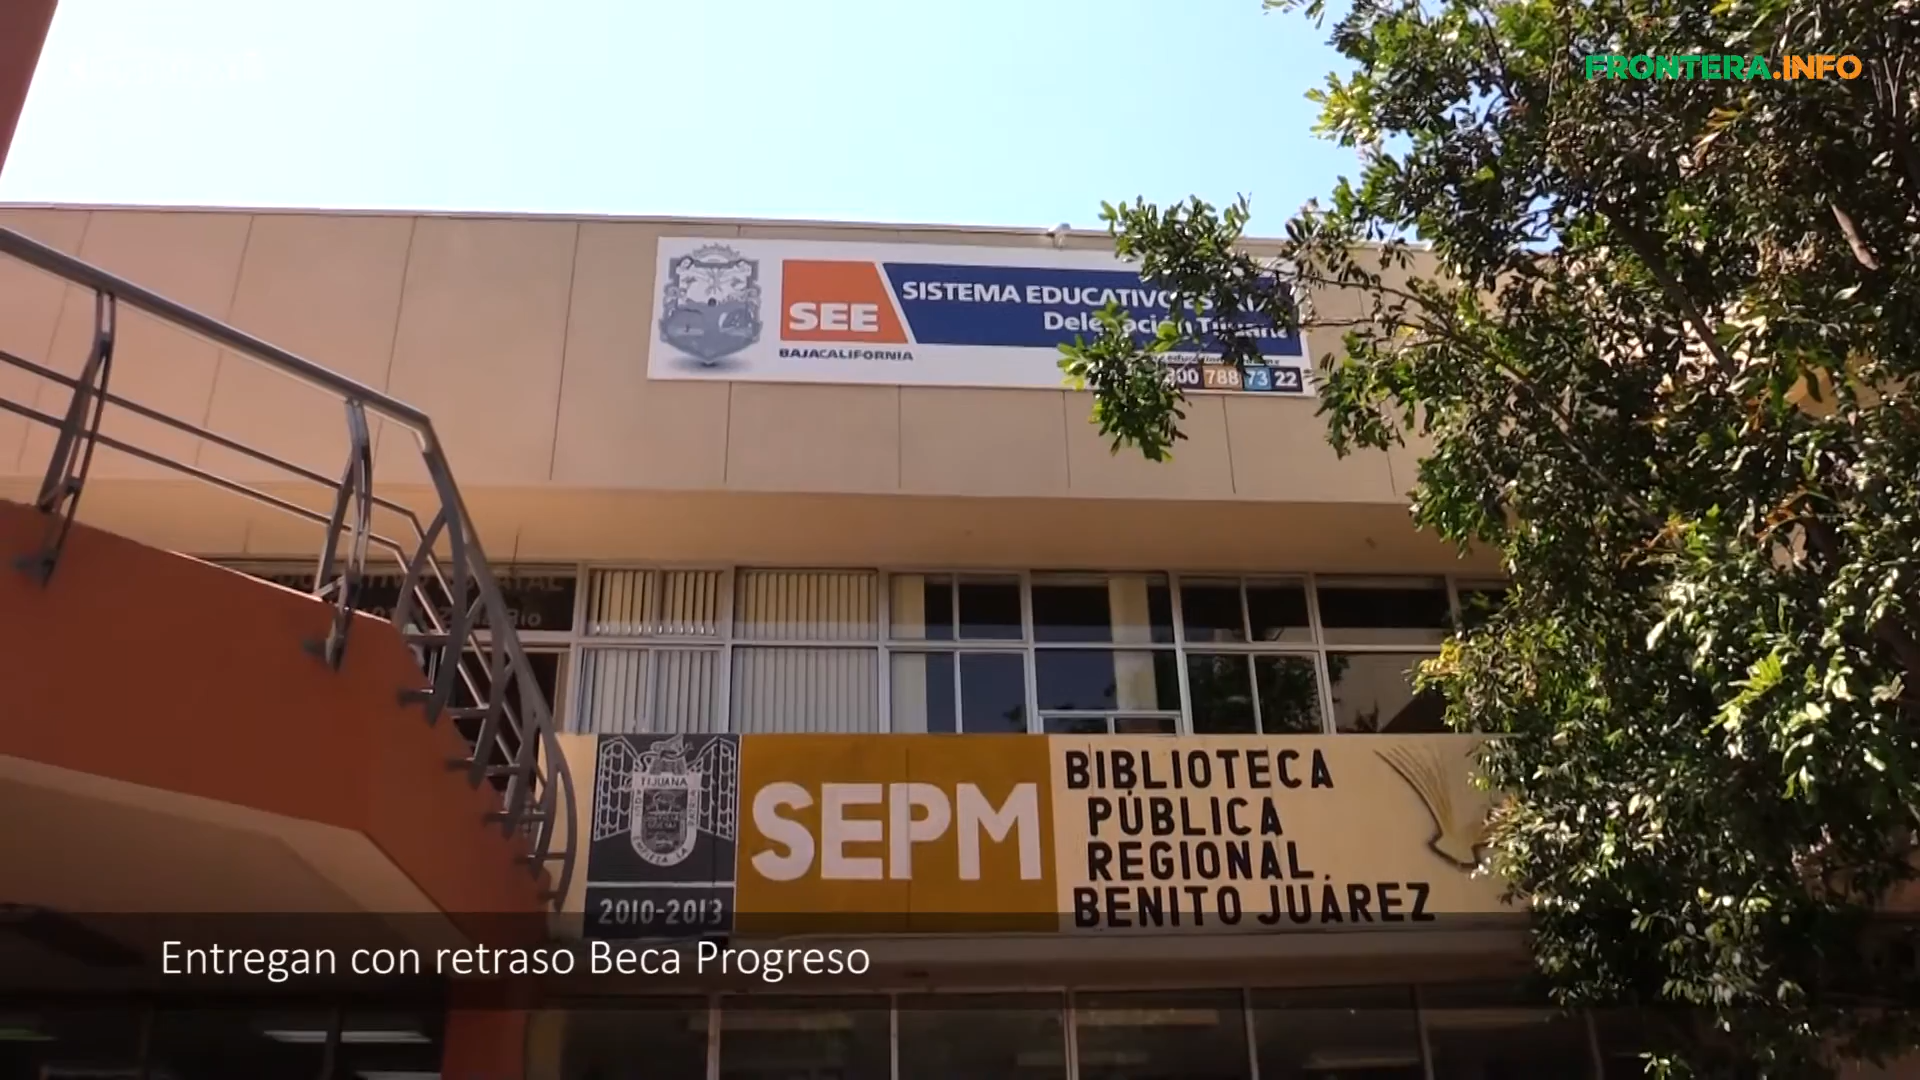 FRONTERA.INFO
SEE
SISTEMA EDUCATIVO
BAJACALIFORNIA
788 73 22
TIJUANA
SEPM
BIBLIOTECA
PÚBLICA
REGIONAL
BENITO JUÁREZ
2010-2013
Entregan con retraso Beca Progreso